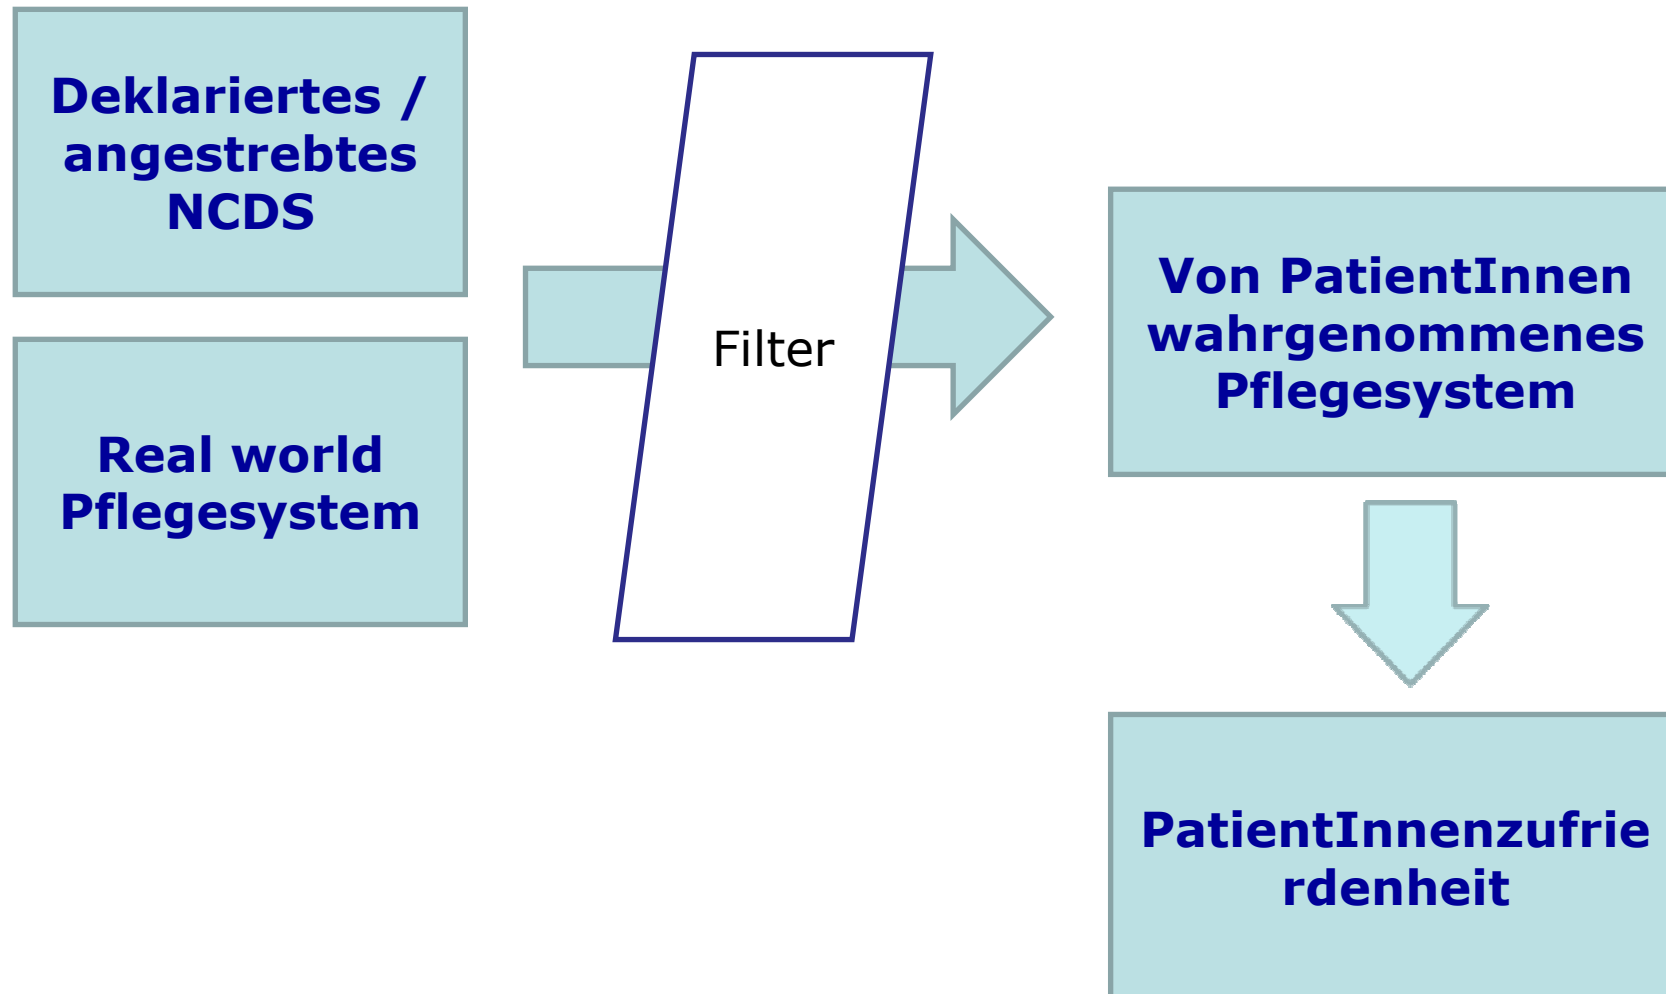 Deklariertes /
angestrebtes
NCDS
Real world
Pflegesystem
Filter
Von PatientInnen
wahrgenommenes
Pflegesystem
PatientInnenzufrie
rdenheit